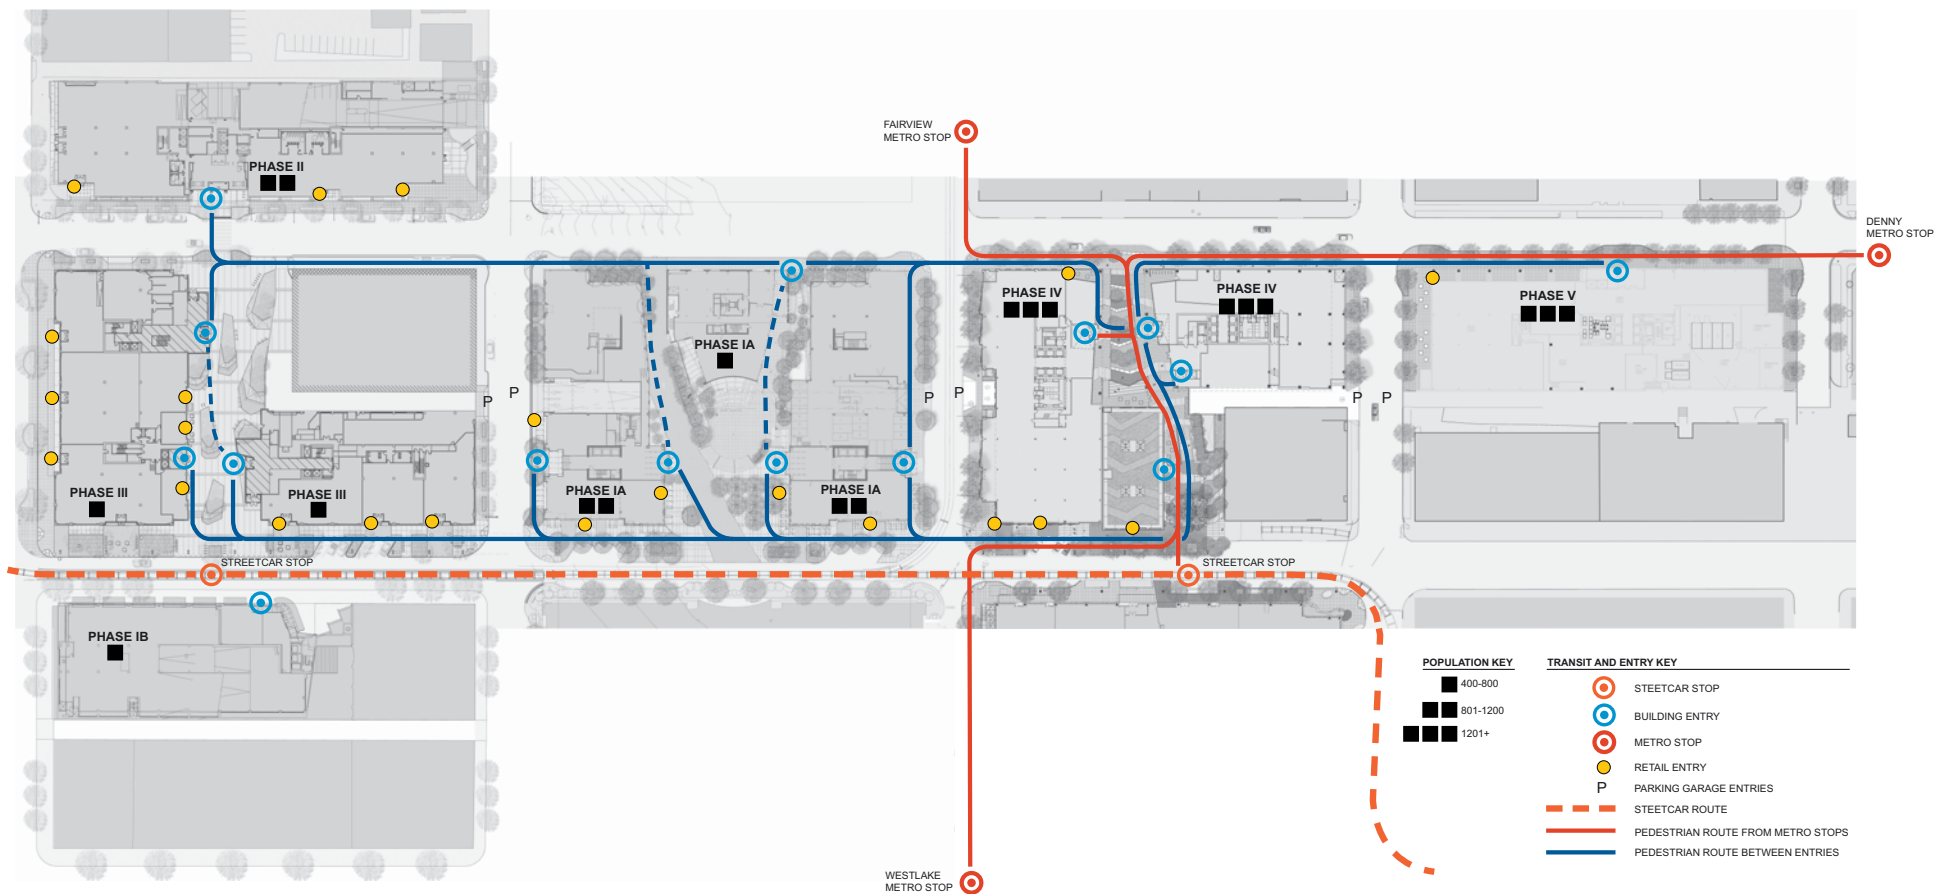 FAIRVIEW
METRO STOP
PHASE II
DENNY
METRO STOP
PHASE IV
PHASE IV
PHASE V
PHASE IA
P
P
P
P
P
P
PHASE III
PHASE III
PHASE IA
PHASE IA
STREETCAR STOP
STREETCAR STOP
PHASE IB
POPULATION KEY
400-800
801-1200
1201+
TRANSIT AND ENTRY KEY
STEETCAR STOP
BUILDING ENTRY
METRO STOP
RETAIL ENTRY
P PARKING GARAGE ENTRIES
STEETCAR ROUTE
PEDESTRIAN ROUTE FROM METRO STOPS
PEDESTRIAN ROUTE BETWEEN ENTRIES
WESTLAKE
METRO STOP